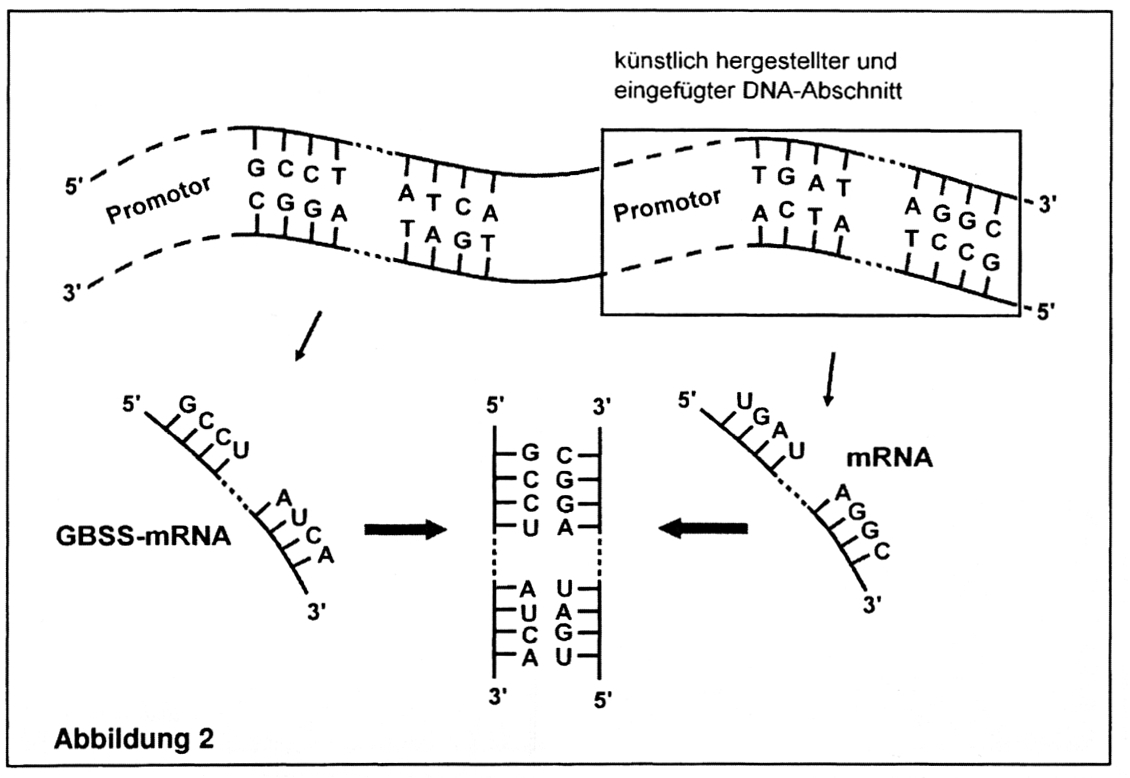 künstlich hergestellter und
eingefügter DNA-Abschnitt
5'
Promotor
G C C T
C G G A
A T C A
T A G T
3'
Promotor
T G A T
A C T A
A G G C
T C C G
3'
5'
5'
G C C U
A U C A
3'
GBSS-mRNA
5' 3'
G C
C G
C G
U A
A U
U A
C G
A U
3' 5'
5'
U G A U
A G G C
3'
mRNA
Abbildung 2